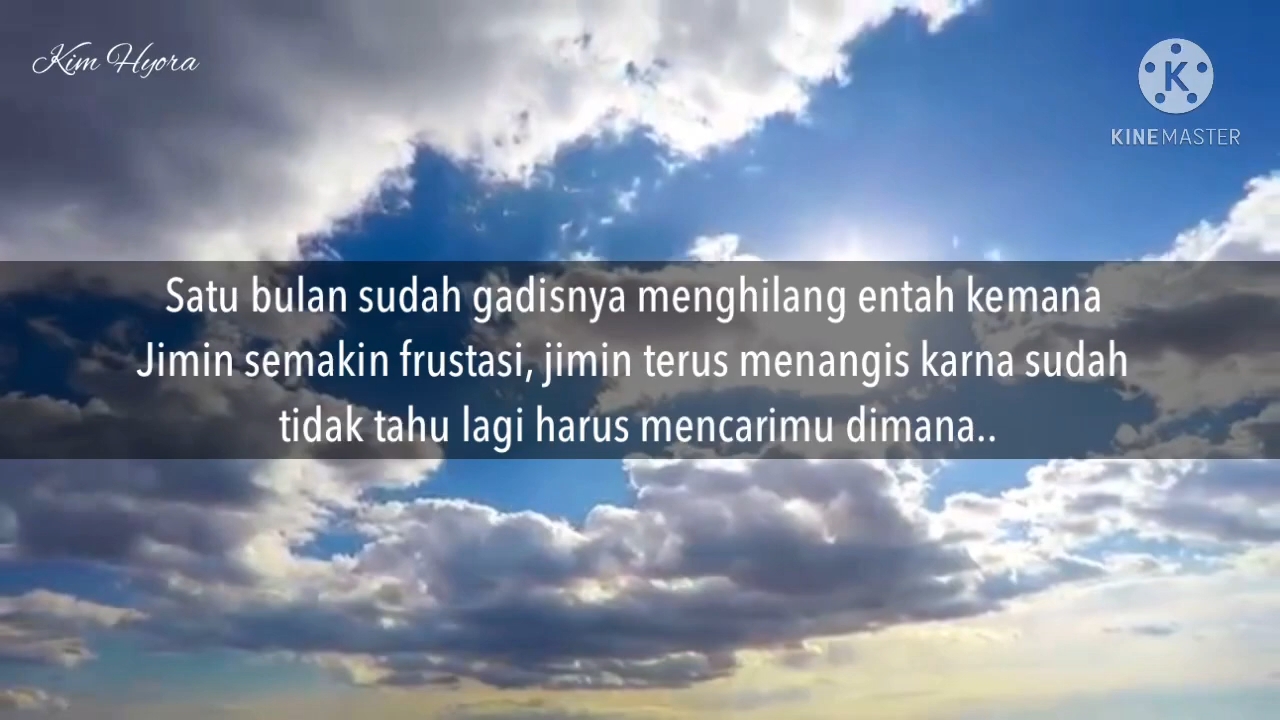 Kim Hyora
K
KINEMASTER
Satu bulan sudah gadisnya menghilang entah kemana
Jimin semakin frustasi, jimin terus menangis karna sudah
tidak tahu lagi harus mencarimu dimana..